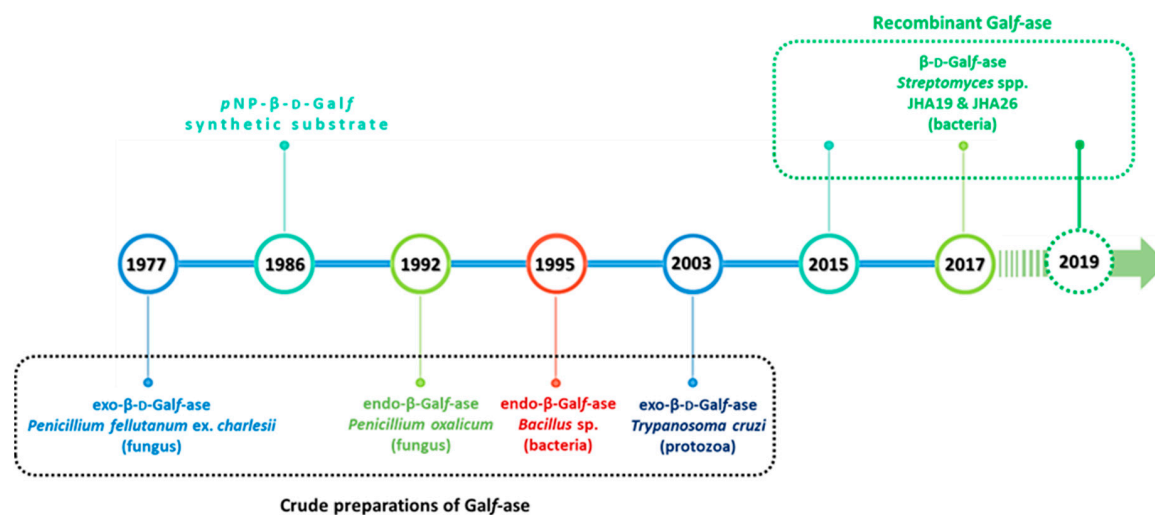 Recombinant Galf-ase
β-D-Galf-ase
Streptomyces spp.
JHA19 & JHA26
(bacteria)
pNP-β-D-Galf
synthetic substrate
1977
1986
1992
1995
2003
2015
2017
2019
exo-β-D-Galf-ase
Penicillium fellutanum ex. charlesii
(fungus)
endo-β-Galf-ase
Penicillium oxalicum
(fungus)
endo-β-Galf-ase
Bacillus sp.
(bacteria)
exo-β-D-Galf-ase
Trypanosoma cruzi
(protozoa)
Crude preparations of Galf-ase